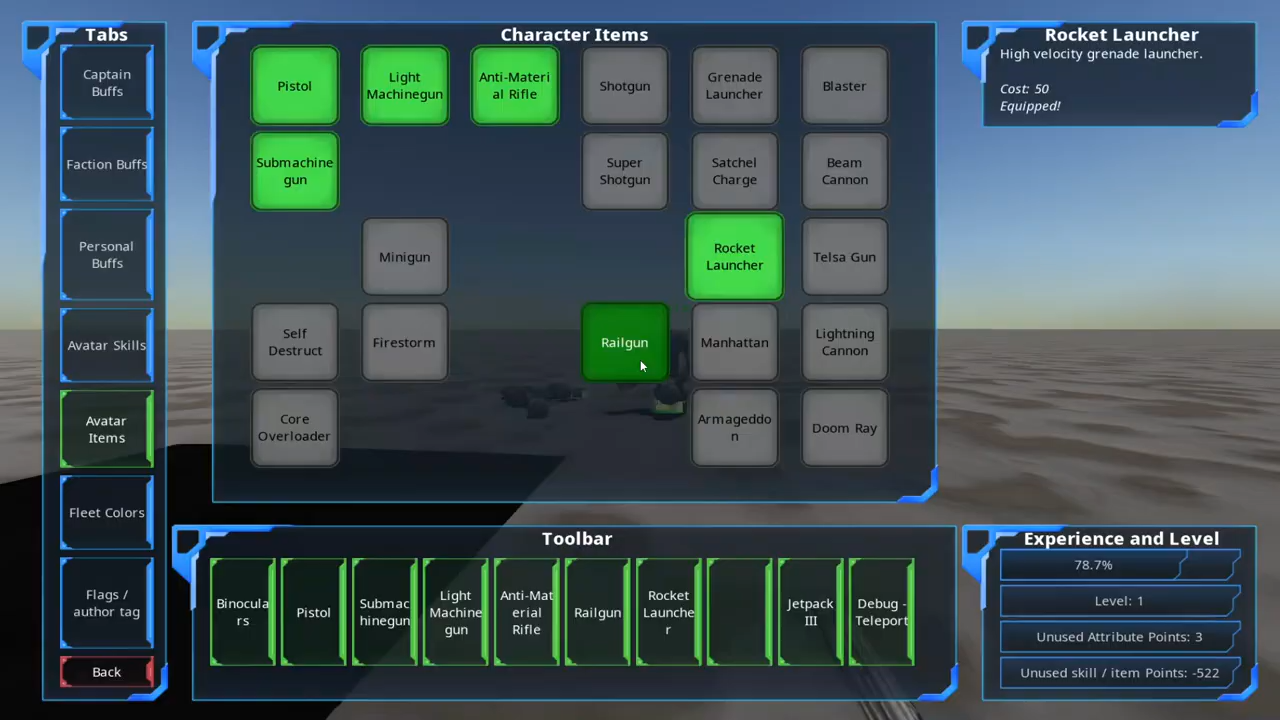 Tabs
Captain
Buffs
Faction Buffs
Personal
Buffs
Avatar Skills
Avatar
Items
Fleet Colors
Flags /
author tag
Back
Character Items
Pistol
Light
Machinegun
Anti-Materi
al Rifle
Shotgun
Grenade
Launcher
Blaster
Submachine
gun
Super
Shotgun
Satchel
Charge
Beam
Cannon
Minigun
Rocket
Launcher
Telsa Gun
Self
Destruct
Firestorm
Railgun
Manhattan
Lightning
Cannon
Core
Overloader
Armageddo
n
Doom Ray
Rocket Launcher
High velocity grenade launcher.
Cost: 50
Equipped!
Toolbar
Binocula
rs
Pistol
Submac
hinegun
Light
Machine
gun
Anti-Mat
erial
Rifle
Railgun
Rocket
Launche
r
Jetpack
III
Debug -
Teleport
Experience and Level
78.7%
Level: 1
Unused Attribute Points: 3
Unused skill / item Points: -522